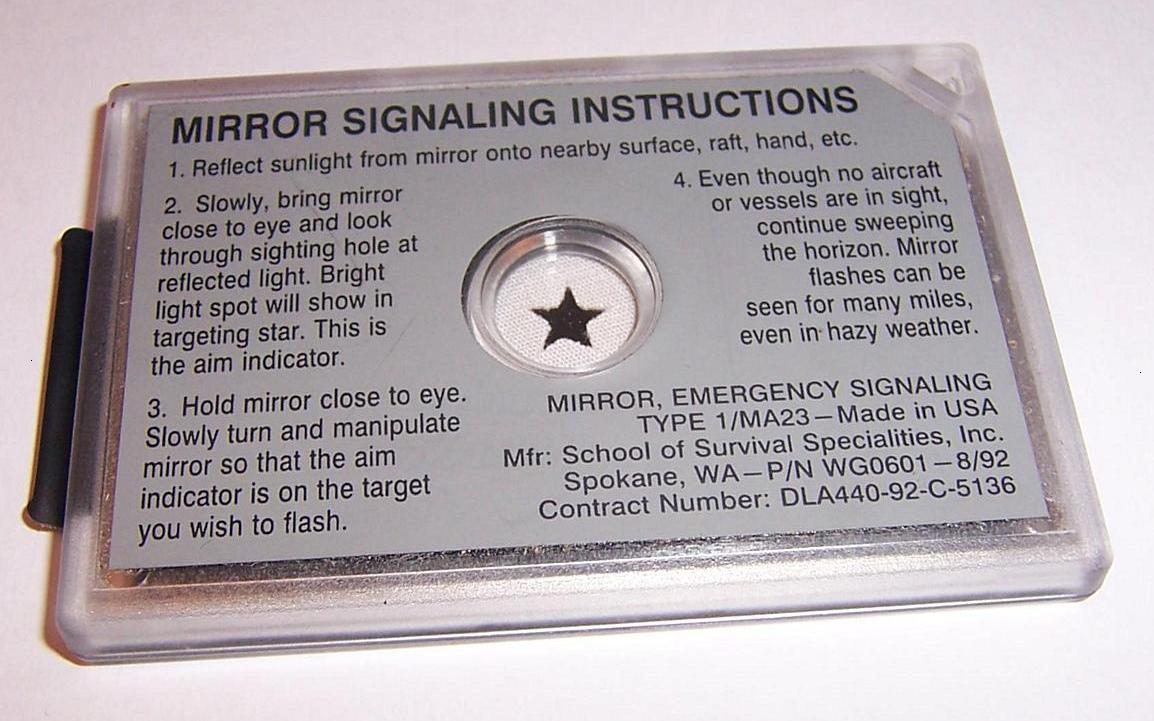 MIRROR SIGNALING INSTRUCTIONS
1. Reflect sunlight from mirror onto nearby surface, raft, hand, etc.
2. Slowly, bring mirror
close to eye and look
through sighting hole at
reflected light. Bright
light spot will show in
targeting star. This is
the aim indicator.
3. Hold mirror close to eye.
Slowly turn and manipulate
mirror so that the aim
indicator is on the target
you wish to flash.
4. Even though no aircraft
or vessels are in sight,
continue sweeping
the horizon. Mirror
flashes can be
seen for many miles,
even in hazy weather.
MIRROR, EMERGENCY SIGNALING
TYPE 1/MA23–Made in USA
Mfr: School of Survival Specialities, Inc.
Spokane, WA–P/N WG0601–8/92
Contract Number: DLA440-92-C-5136